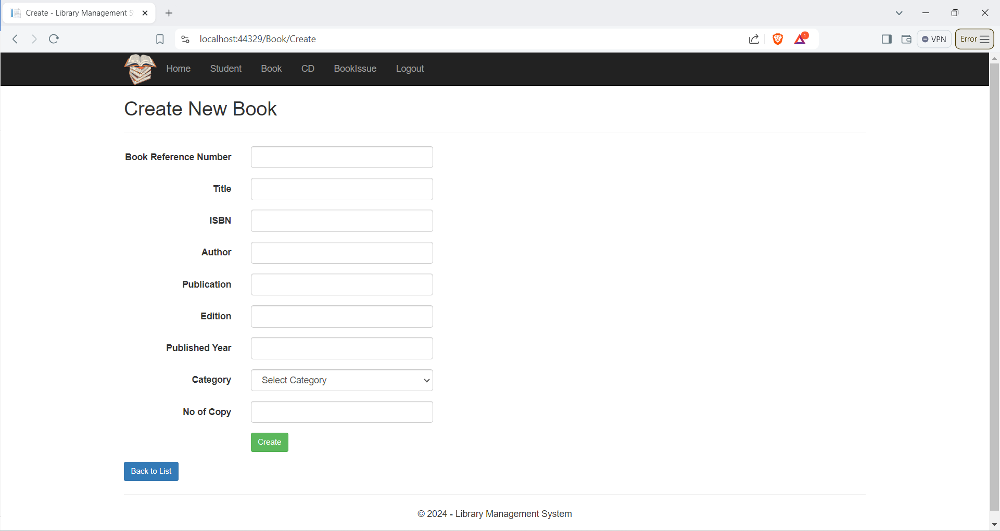 Create - Library Management S
localhost:44329/Book/Create
1
VPN
Error
Home Student Book CD BookIssue Logout
Create New Book
Book Reference Number
Title
ISBN
Author
Publication
Edition
Published Year
Category Select Category
No of Copy
Create
Back to List
© 2024 - Library Management System